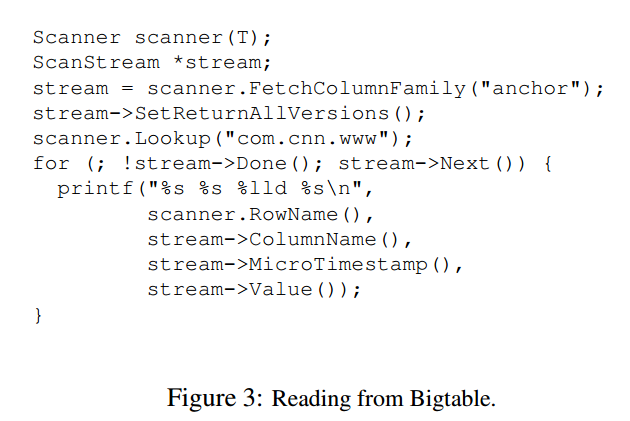 Scanner scanner(T);
ScanStream *stream;
stream = scanner.FetchColumnFamily("anchor");
stream->SetReturnAllVersions();
scanner.Lookup("com.cnn.www");
for (; !stream->Done(); stream->Next()) {
  printf("%s %s %lld %s\n",
         scanner.RowName(),
         stream->ColumnName(),
         stream->MicroTimestamp(),
         stream->Value());
}
Figure 3: Reading from Bigtable.